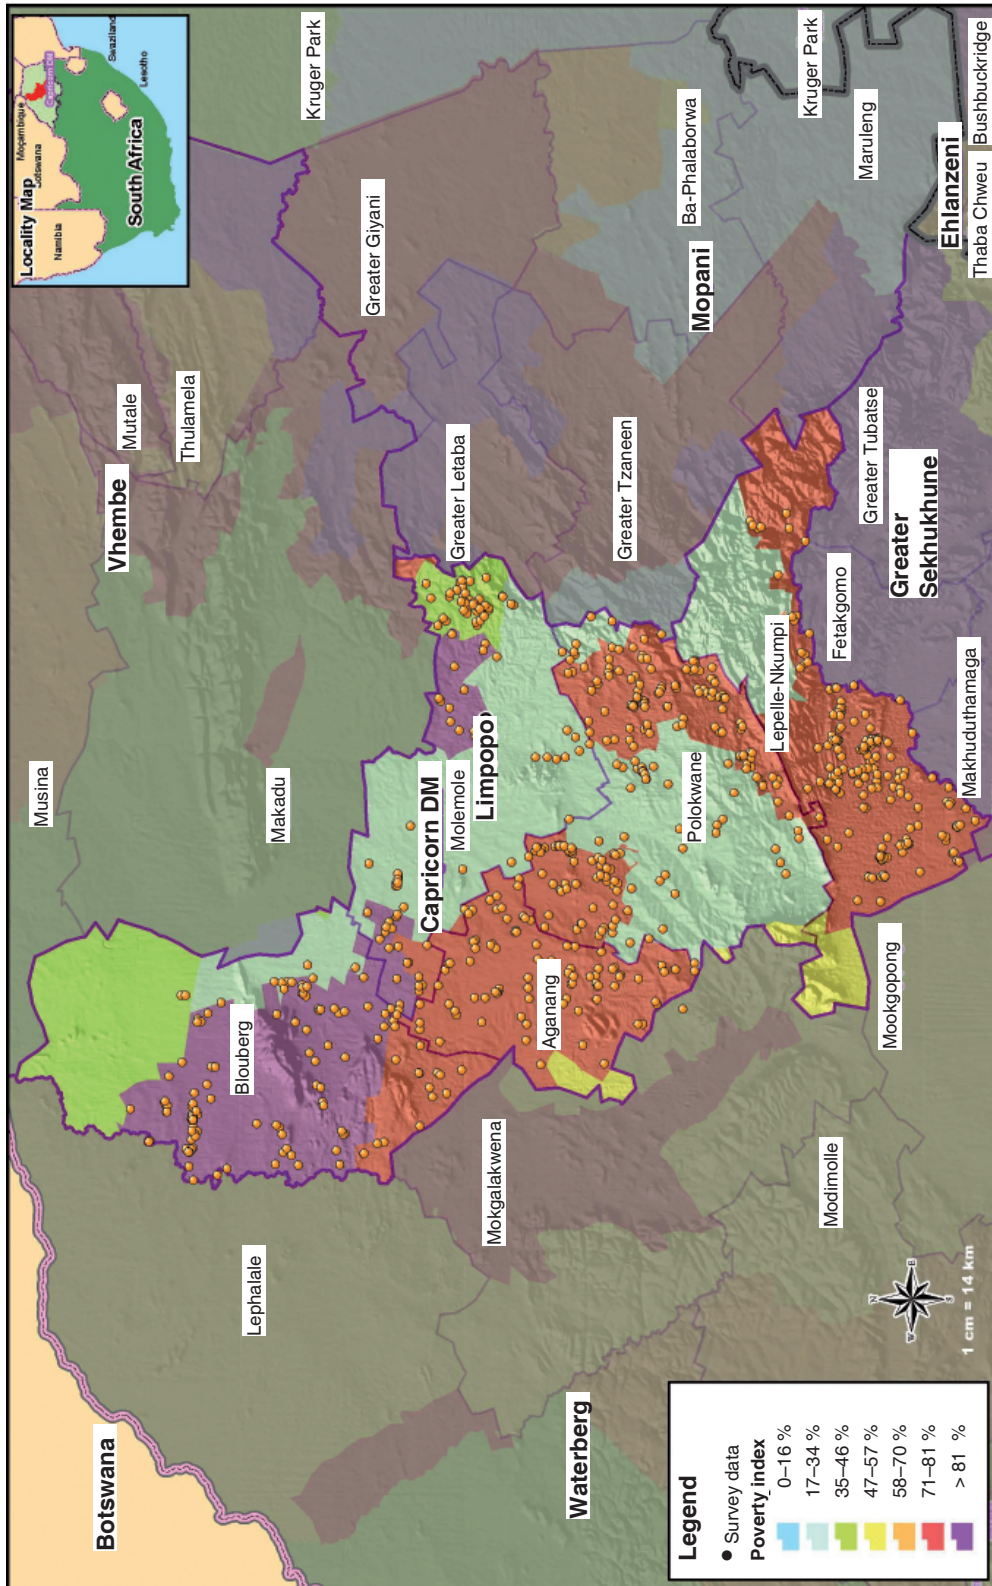 Locality Map
Moçambique
Botswana
Namibia
Capricorn DM
Swaziland
Lesotho
South Africa
Botswana
Musina
Mutale
Vhembe
Thulamela
Kruger Park
Makadu
Greater Giyani
Blouberg
Lephalale
Capricorn DM
Molemole
Limpopo
Greater Letaba
Aganang
Mokgalakwena
Greater Tzaneen
Ba-Phalaborwa
Mopani
Kruger Park
Maruleng
Waterberg
Polokwane
Lepelle-Nkumpi
Modimolle
Mookgopong
Fetakgomo
Greater Tubatse
Greater
Sekhukhune
Makhuduthamaga
Ehlanzeni
Thaba Chweu
Bushbuckridge
N
W
E
S
1 cm = 14 km
Legend
Survey data
Poverty_index
0–16 %
17–34 %
35–46 %
47–57 %
58–70 %
71–81 %
> 81 %